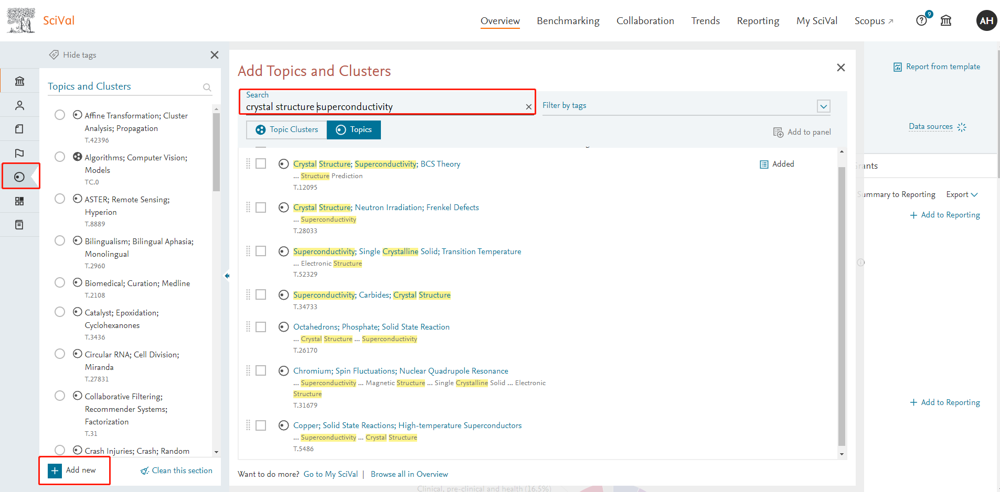 SciVal
Overview
Benchmarking
Collaboration
Trends
Reporting
My SciVal
Scopus ↗
9
AH
Hide tags
Topics and Clusters
Affine Transformation; Cluster
Analysis; Propagation
T.42396
Algorithms; Computer Vision;
Models
TC.0
ASTER; Remote Sensing;
Hyperion
T.8889
Bilingualism; Bilingual Aphasia;
Monolingual
T.2960
Biomedical; Curation; Medline
T.2108
Catalyst; Epoxidation;
Cyclohexanones
T.3436
Circular RNA; Cell Division;
Miranda
T.27831
Collaborative Filtering;
Recommender Systems;
Factorization
T.31
Crash Injuries; Crash; Random
Add new
Clean this section
Add Topics and Clusters
Search
crystal structure superconductivity
Filter by tags
Topic Clusters
Topics
Add to panel
Crystal Structure; Superconductivity; BCS Theory
... Structure Prediction
T.12095
Added
Crystal Structure; Neutron Irradiation; Frenkel Defects
... Superconductivity
T.28033
Superconductivity; Single Crystalline Solid; Transition Temperature
... Electronic Structure
T.52329
Superconductivity; Carbides; Crystal Structure
T.34733
Octahedrons; Phosphate; Solid State Reaction
... Crystal Structure ... Superconductivity
T.26170
Chromium; Spin Fluctuations; Nuclear Quadrupole Resonance
... Superconductivity ... Magnetic Structure ... Single Crystalline Solid ... Electronic
Structure
T.31679
Copper; Solid State Reactions; High-temperature Superconductors
... Superconductivity ... Crystal Structure
T.5486
Want to do more? Go to My SciVal | Browse all in Overview
Clinical, pre-clinical and health (16.5%)
Report from template
Data sources
Grants
Summary to Reporting
Export
+ Add to Reporting
+ Add to Reporting